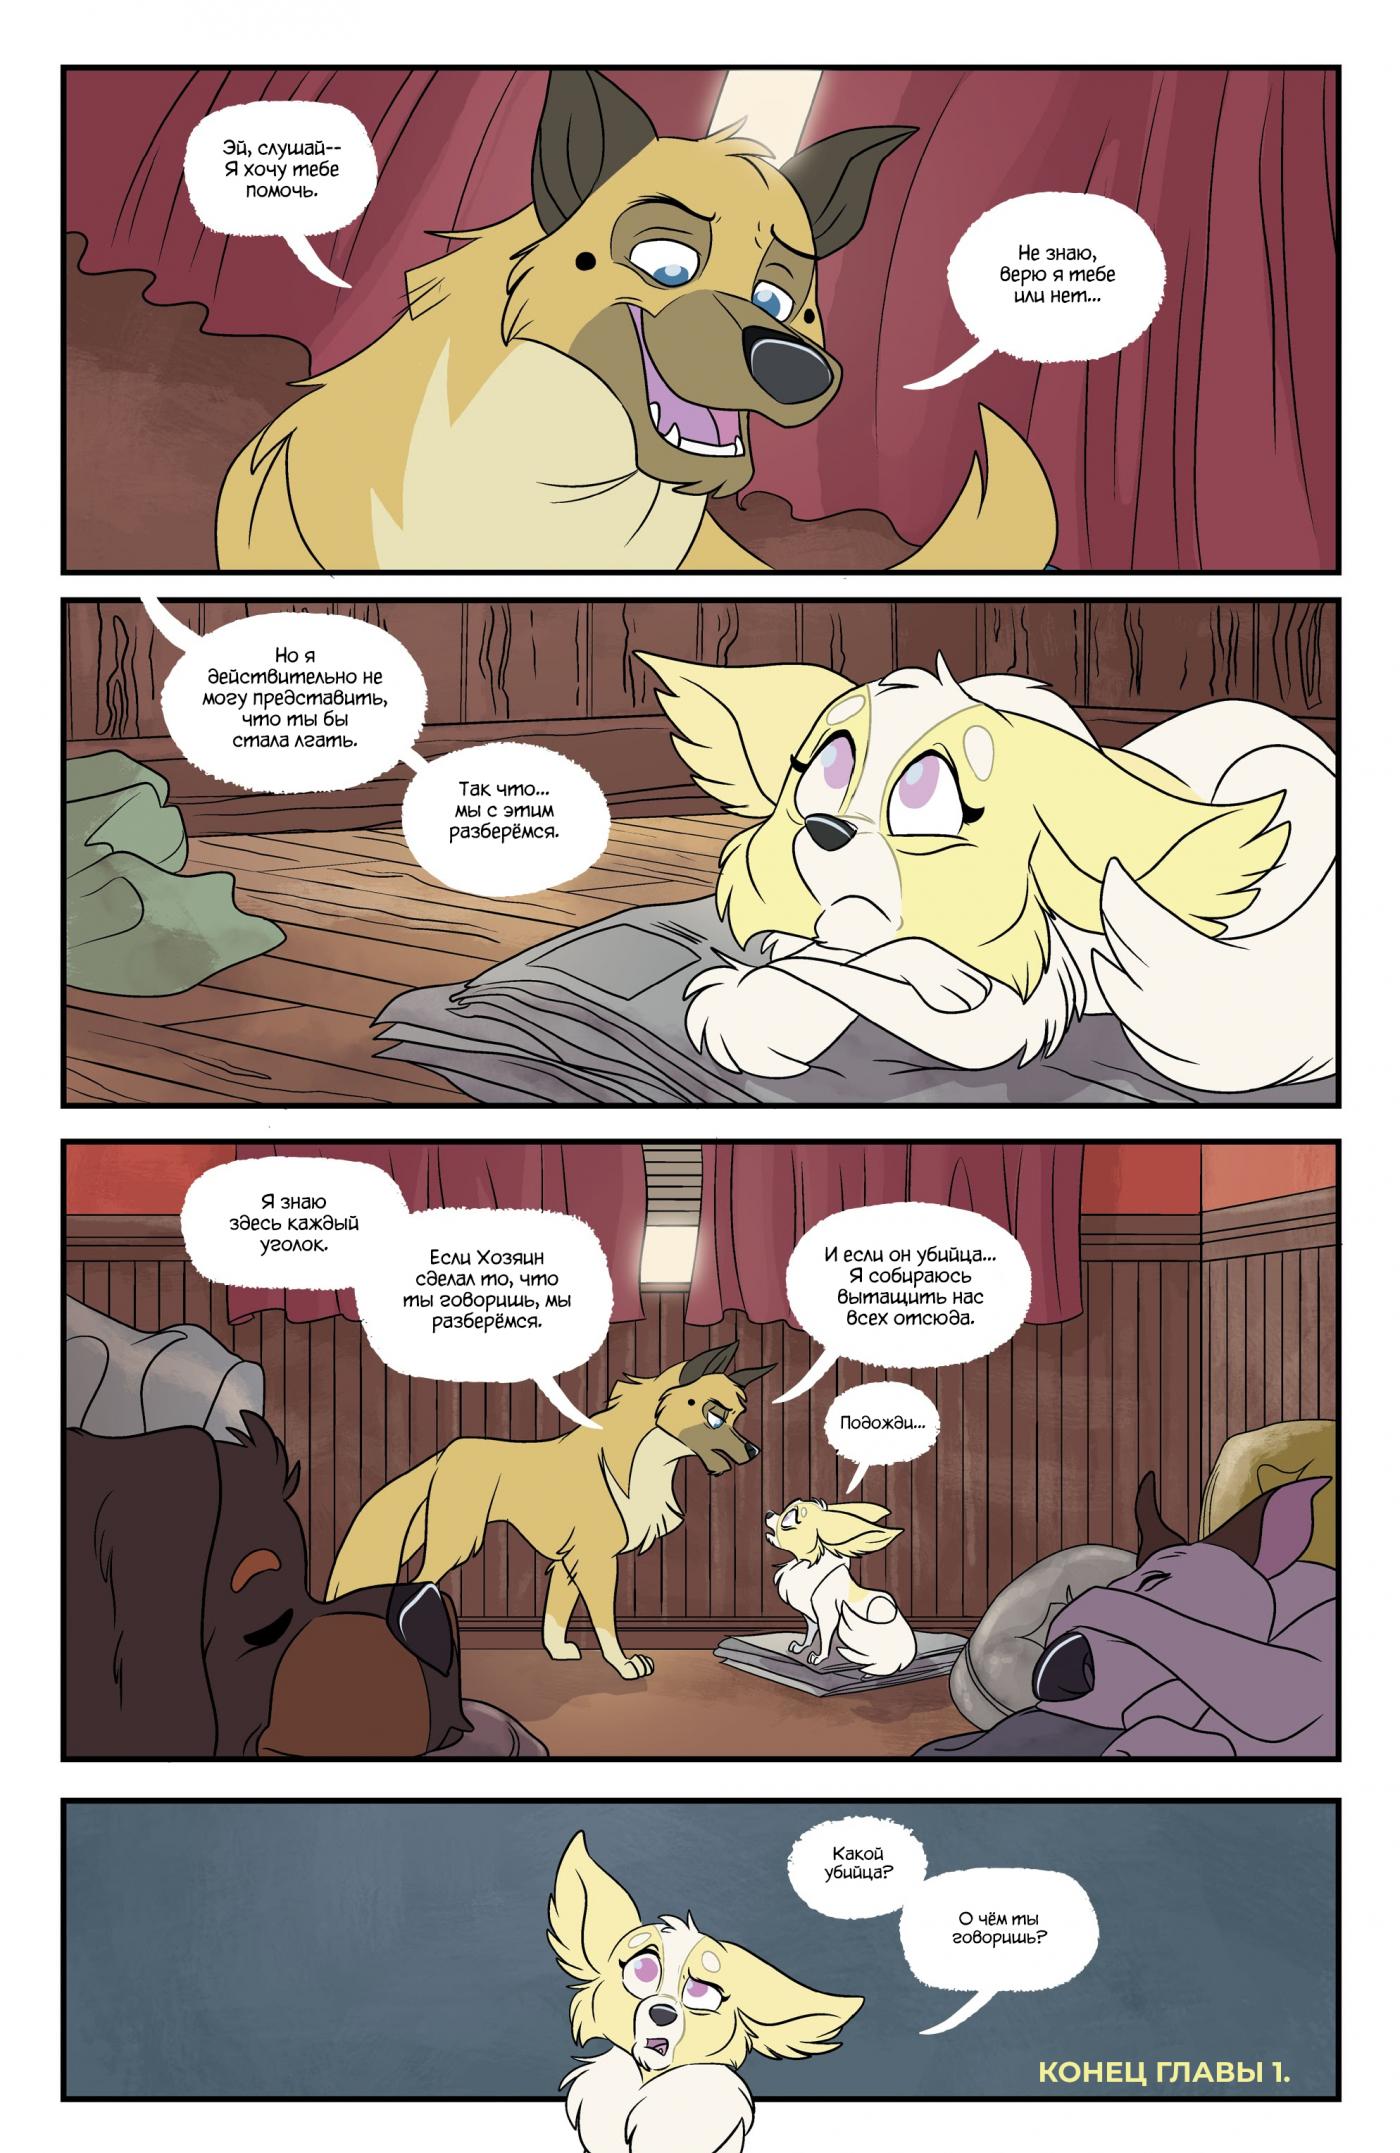 Эй, слушай--
Я хочу тебе
помочь.
Не знаю,
верю я тебе
или нет...
Но я
действительно не
могу представить,
что ты бы
стала лгать.
Так что...
мы с этим
разберёмся.
Я знаю
здесь каждый
уголок.
Если Хозяин
сделал то, что
ты говоришь, мы
разберёмся.
И если он убийца...
Я собираюсь
вытащить нас
всех отсюда.
Подожди...
Какой
убийца?
О чём ты
говоришь?
КОНЕЦ ГЛАВЫ 1.